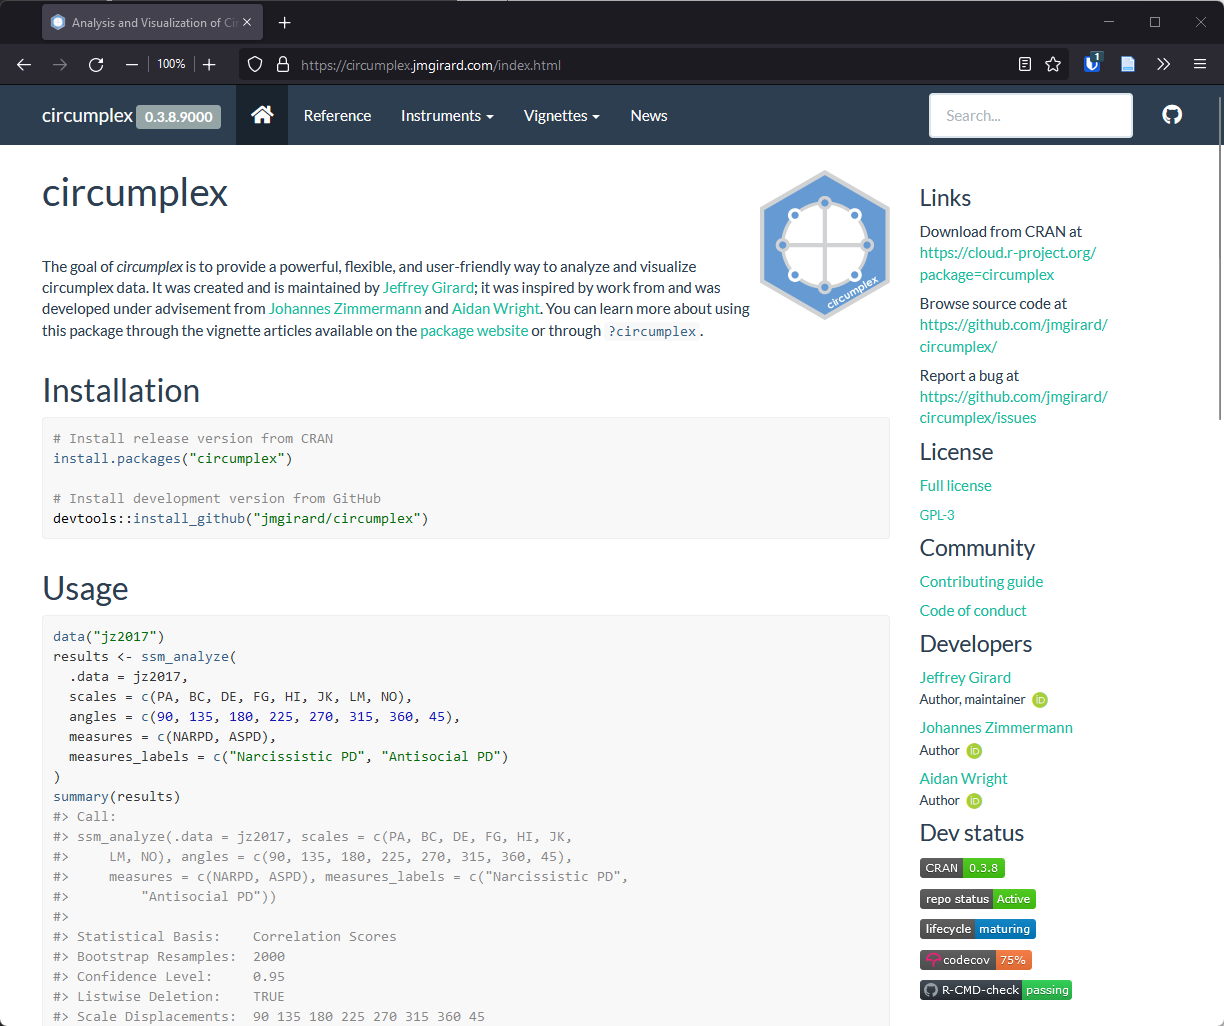 Analysis and Visualization of Ci
100%
https://circumplex.jmgirard.com/index.html
1
circumplex 0.3.8.9000
Reference
Instruments
Vignettes
News
Search...
circumplex
circumplex
The goal of circumplex is to provide a powerful, flexible, and user-friendly way to analyze and visualize
circumplex data. It was created and is maintained by Jeffrey Girard; it was inspired by work from and was
developed under advisement from Johannes Zimmermann and Aidan Wright. You can learn more about using
this package through the vignette articles available on the package website or through ?circumplex.
Installation
# Install release version from CRAN
install.packages("circumplex")
# Install development version from GitHub
devtools::install_github("jmgirard/circumplex")
Usage
data("jz2017")
results <- ssm_analyze(
  .data = jz2017,
  scales = c(PA, BC, DE, FG, HI, JK, LM, NO),
  angles = c(90, 135, 180, 225, 270, 315, 360, 45),
  measures = c(NARPD, ASPD),
  measures_labels = c("Narcissistic PD", "Antisocial PD")
)
summary(results)
#> Call:
#> ssm_analyze(.data = jz2017, scales = c(PA, BC, DE, FG, HI, JK,
#>     LM, NO), angles = c(90, 135, 180, 225, 270, 315, 360, 45),
#>     measures = c(NARPD, ASPD), measures_labels = c("Narcissistic PD",
#>         "Antisocial PD"))
#>
#> Statistical Basis:    Correlation Scores
#> Bootstrap Resamples:  2000
#> Confidence Level:     0.95
#> Listwise Deletion:    TRUE
#> Scale Displacements:  90 135 180 225 270 315 360 45
Links
Download from CRAN at
https://cloud.r-project.org/
package=circumplex
Browse source code at
https://github.com/jmgirard/
circumplex/
Report a bug at
https://github.com/jmgirard/
circumplex/issues
License
Full license
GPL-3
Community
Contributing guide
Code of conduct
Developers
Jeffrey Girard
Author, maintainer iD
Johannes Zimmermann
Author iD
Aidan Wright
Author iD
Dev status
CRAN 0.3.8
repo status Active
lifecycle maturing
codecov 75%
R-CMD-check passing